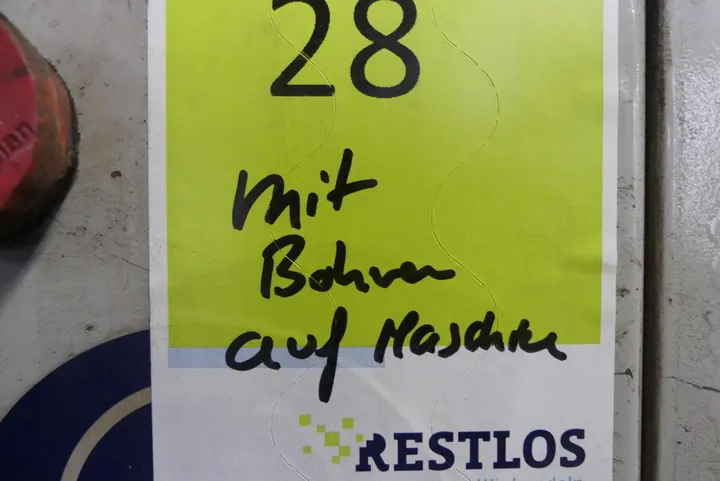 28
mit
Bohren
auf Maschine
RESTLOS